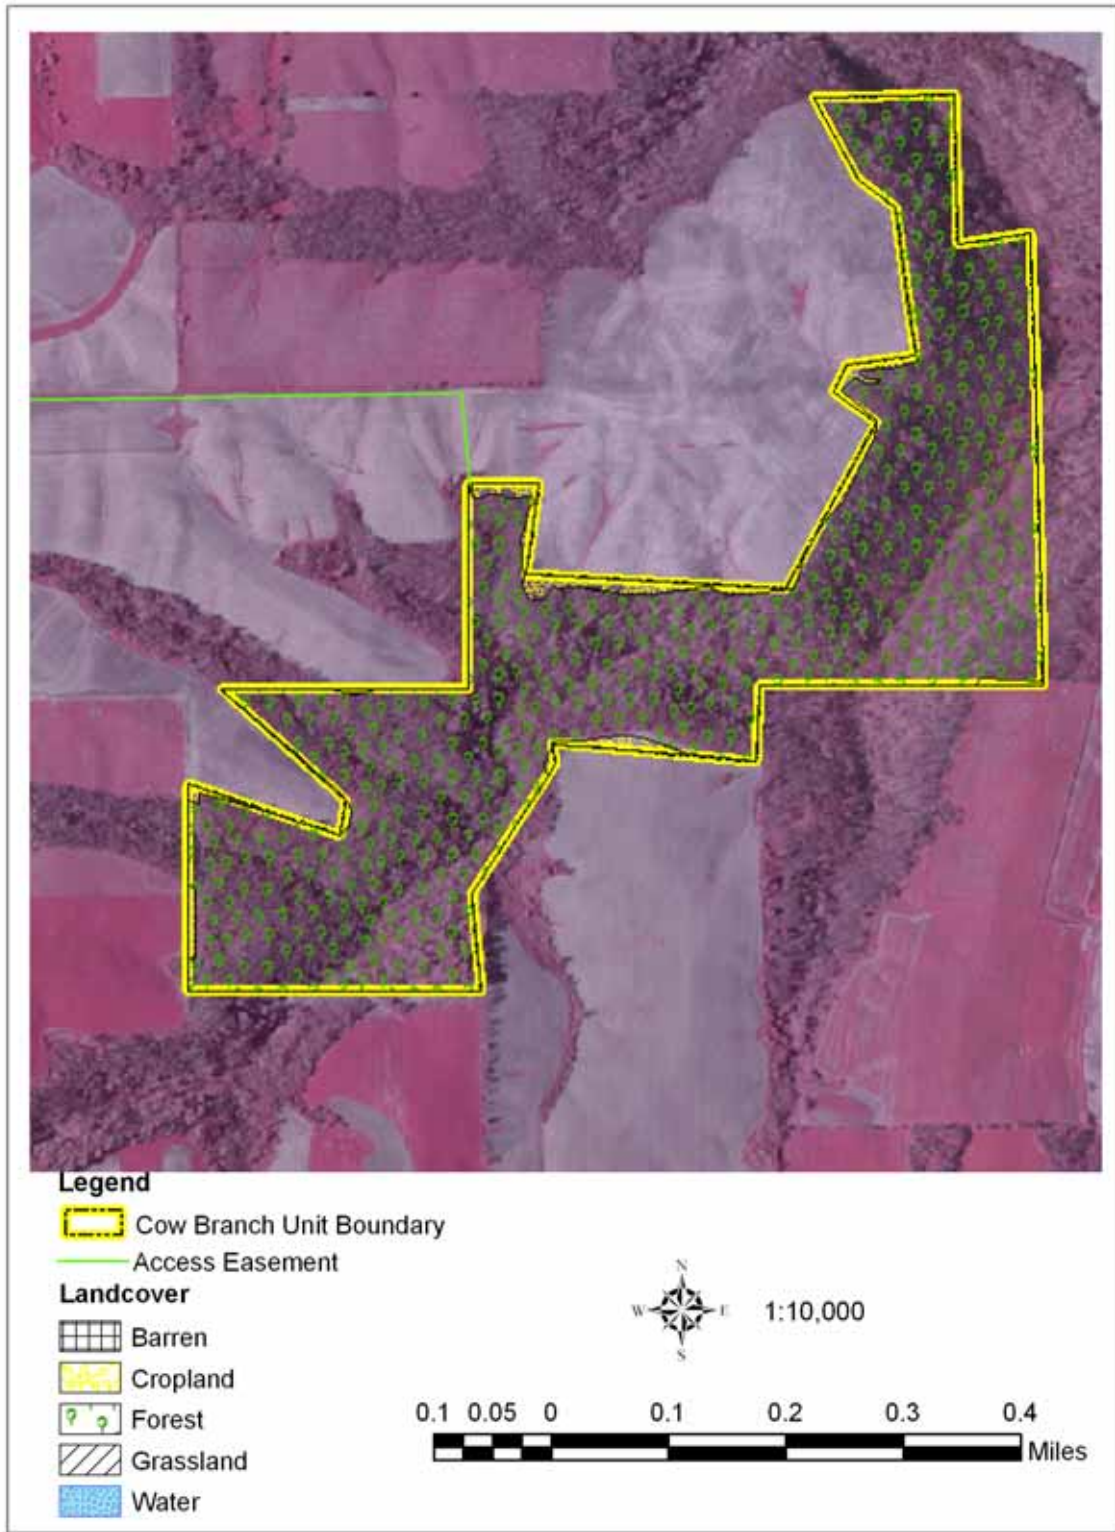 Legend
Cow Branch Unit Boundary
Access Easement
Landcover
Barren
Cropland
Forest
Grassland
Water
N
W E
S
1:10,000
0.1 0.05 0 0.1 0.2 0.3 0.4
Miles